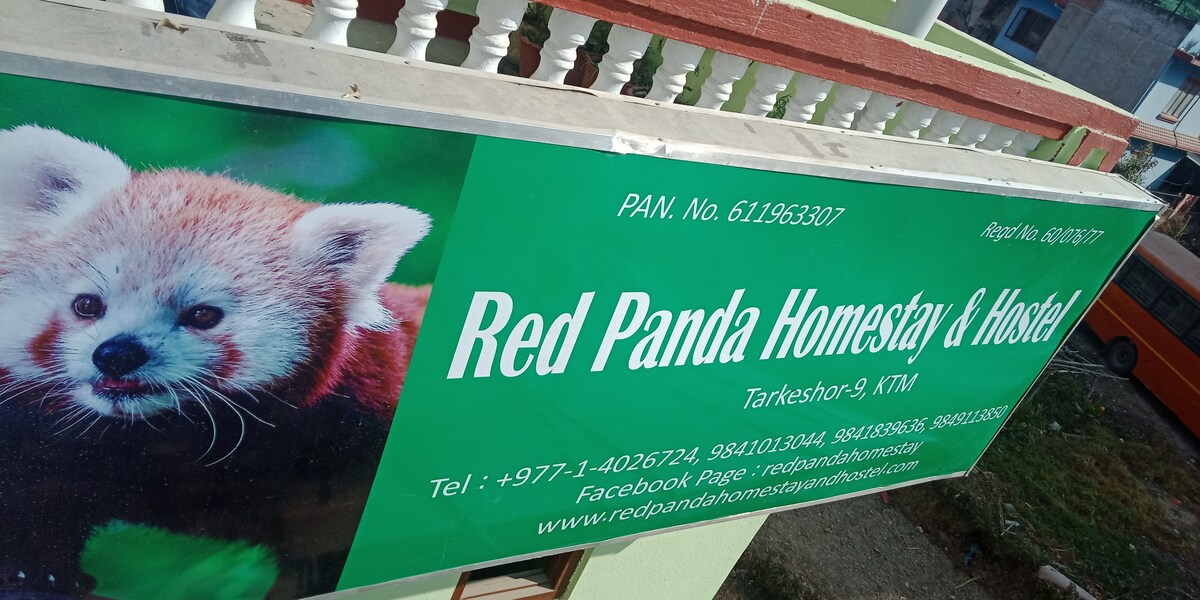 PAN. No. 611963307
Regd No. 60/076/77
Red Panda Homestay & Hostel
Tarkeshor-9, KTM
Tel : +977-1-4026724, 9841013044, 9841839636, 9849113850
Facebook Page : redpandahomestay
www.redpandahomestayandhostel.com